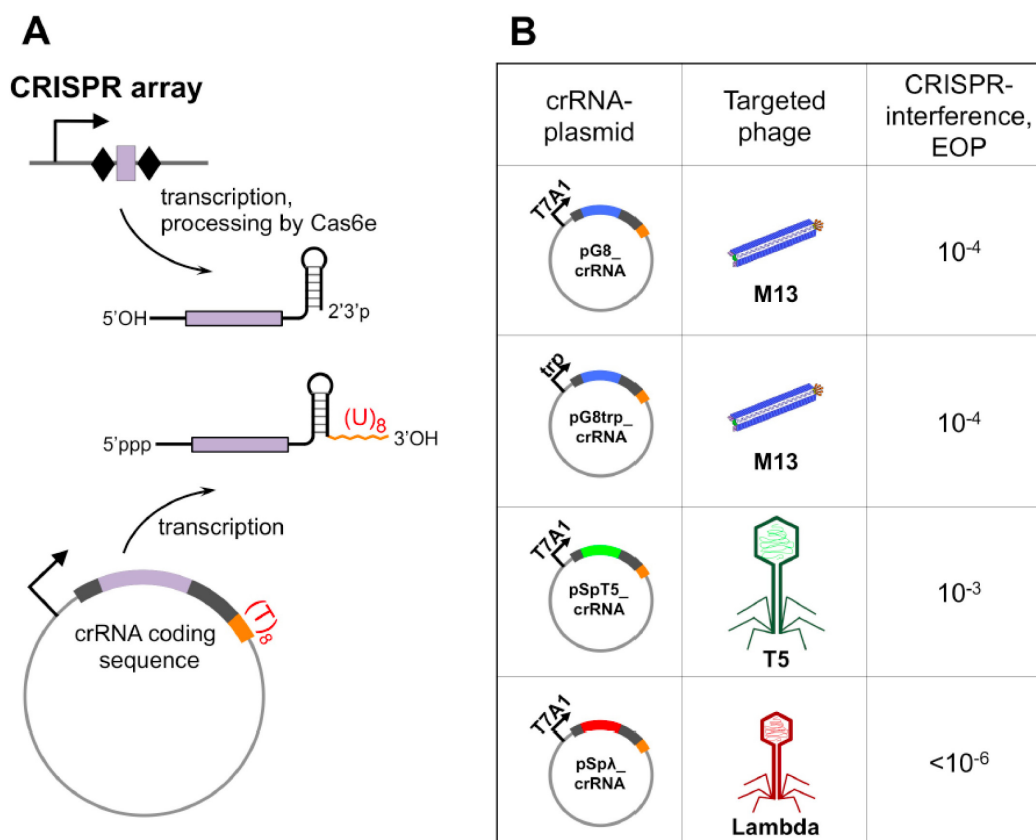 A
CRISPR array
transcription,
processing by Cas6e
5'OH
2'3'p
(U)8
5'ppp
3'OH
transcription
(T)8
crRNA coding
sequence
B
crRNA-
plasmid
Targeted
phage
CRISPR-
interference,
EOP
T7A1
pG8_
crRNA
M13
10-4
trp
pG8trp_
crRNA
M13
10-4
T7A1
pSpT5_
crRNA
T5
10-3
T7A1
pSpλ_
crRNA
Lambda
<10-6